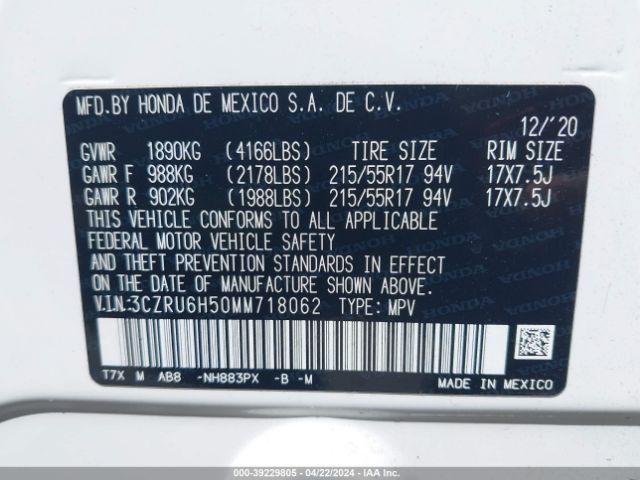 MFD.BY HONDA DE MEXICO S.A. DE C.V.
12/'20
GVWR 1890KG (4166LBS) TIRE SIZE RIM SIZE
GAWR F 988KG (2178LBS) 215/55R17 94V 17X7.5J
GAWR R 902KG (1988LBS) 215/55R17 94V 17X7.5J
THIS VEHICLE CONFORMS TO ALL APPLICABLE
FEDERAL MOTOR VEHICLE SAFETY
AND THEFT PREVENTION STANDARDS IN EFFECT
ON THE DATE OF MANUFACTURE SHOWN ABOVE.
V.I.N.:3CZRU6H50MM718062 TYPE: MPV
T7X M AB8 -NH883PX -B -M
MADE IN MEXICO
000-39229805 - 04/22/2024 - IAA Inc.